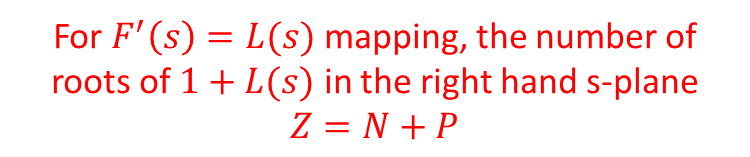 For F′(s) = L(s) mapping, the number of
roots of 1 + L(s) in the right hand s-plane
Z = N + P